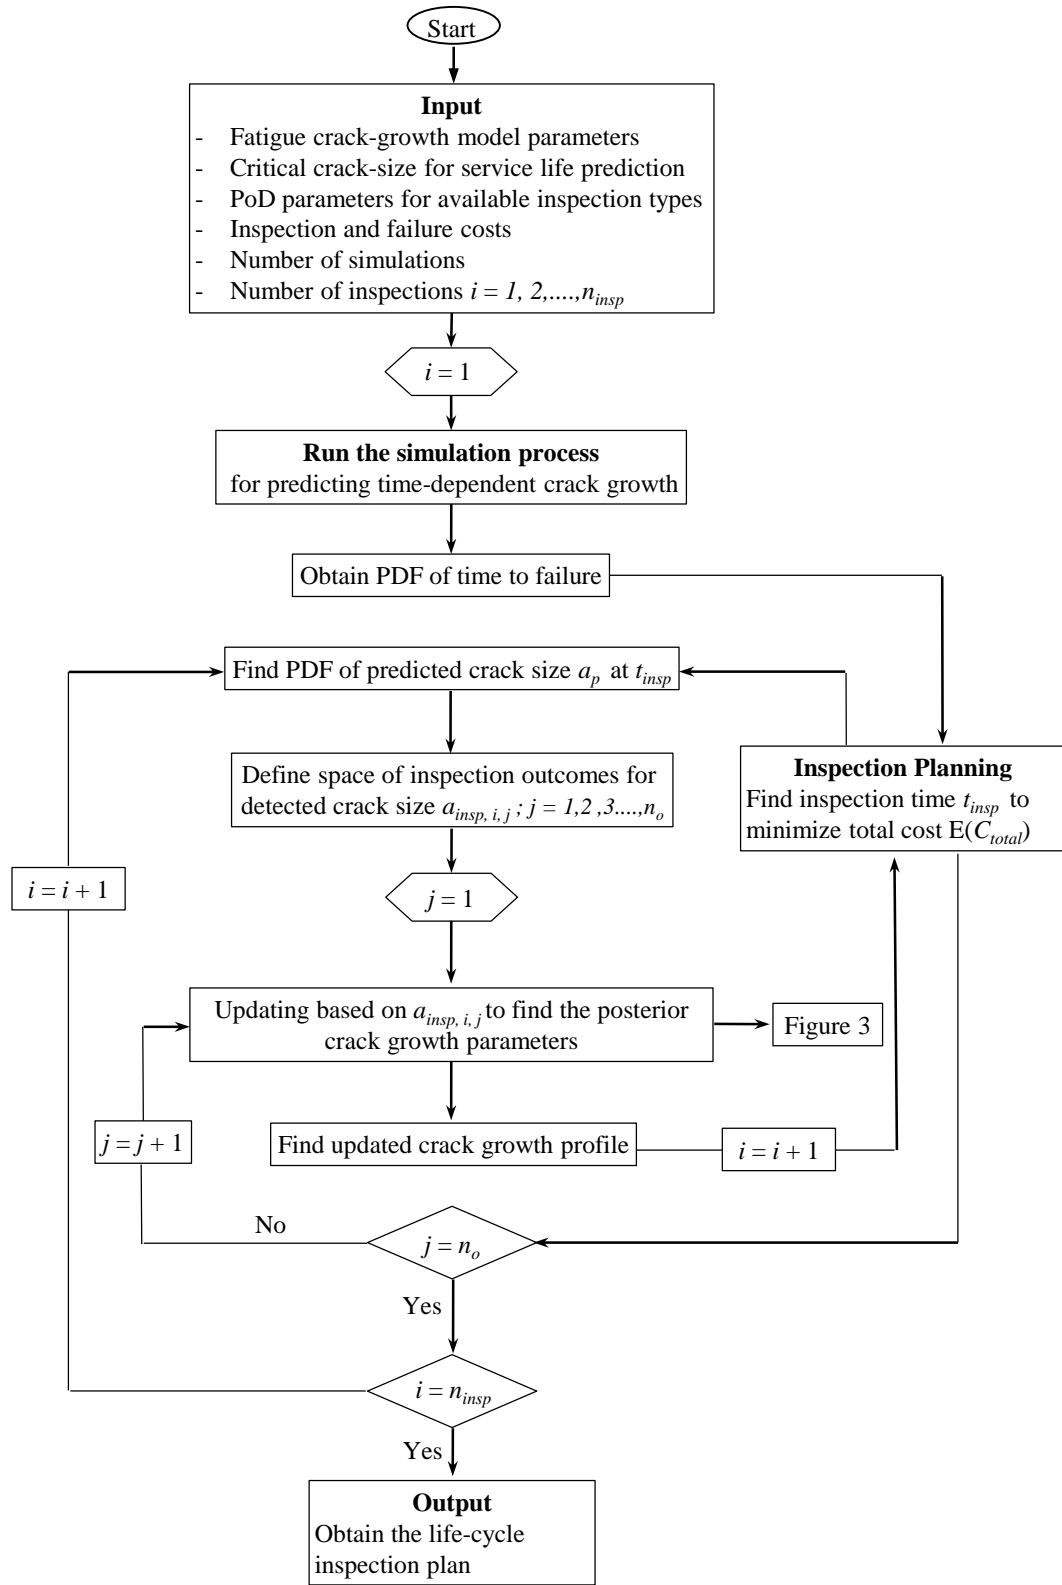 Start
Input
- Fatigue crack-growth model parameters
- Critical crack-size for service life prediction
- PoD parameters for available inspection types
- Inspection and failure costs
- Number of simulations
- Number of inspections i = 1, 2,....,n_insp
i = 1
Run the simulation process
for predicting time-dependent crack growth
Obtain PDF of time to failure
Find PDF of predicted crack size a_p at t_insp
Define space of inspection outcomes for
detected crack size a_insp, i, j ; j = 1,2 ,3....,n_o
Inspection Planning
Find inspection time t_insp to
minimize total cost E(C_total)
i = i + 1
j = 1
Updating based on a_insp, i, j to find the posterior
crack growth parameters
Figure 3
j = j + 1
Find updated crack growth profile
i = i + 1
No
j = n_o
Yes
i = n_insp
Yes
Output
Obtain the life-cycle
inspection plan